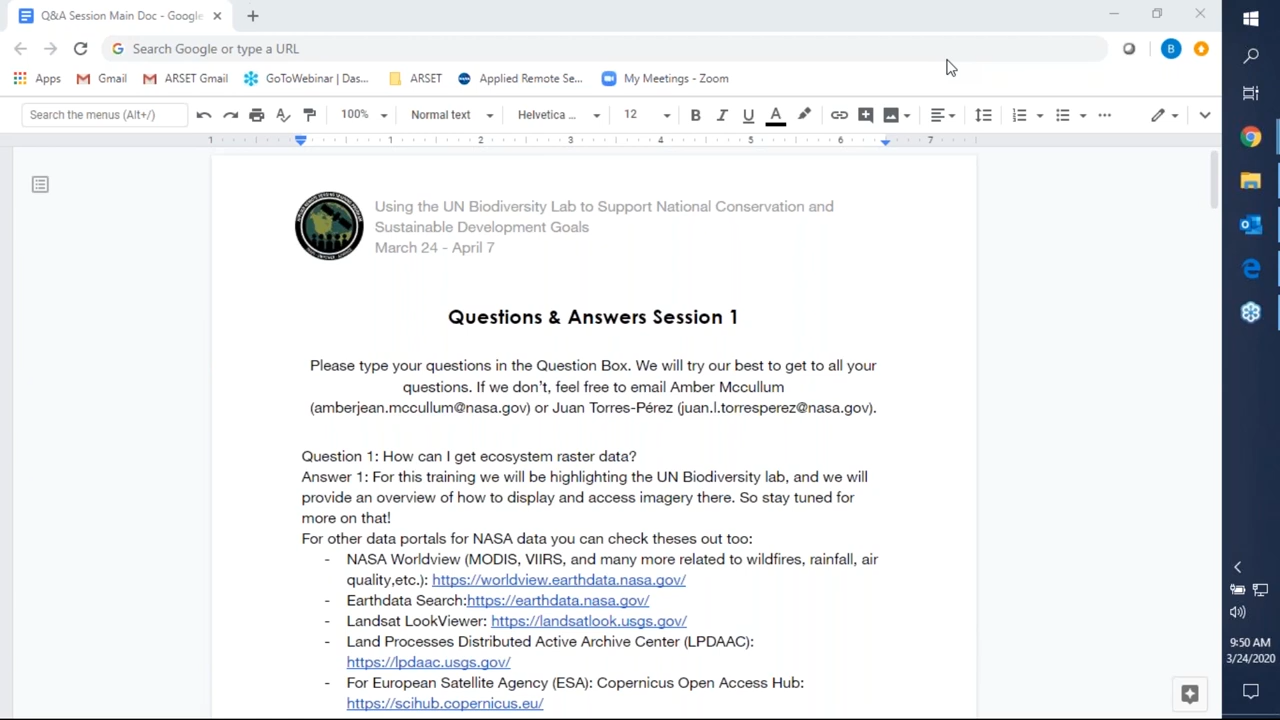 Q&A Session Main Doc - Google
Search Google or type a URL
B
Apps Gmail ARSET Gmail GoToWebinar | Das... ARSET Applied Remote Se... My Meetings - Zoom
Search the menus (Alt+/) 100% Normal text Helvetica ... 12 B I U A
1 1 2 3 4 5 6 7
Using the UN Biodiversity Lab to Support National Conservation and
Sustainable Development Goals
March 24 - April 7
Questions & Answers Session 1
Please type your questions in the Question Box. We will try our best to get to all your
questions. If we don't, feel free to email Amber Mccullum
(amberjean.mccullum@nasa.gov) or Juan Torres-Pérez (juan.l.torresperez@nasa.gov).
Question 1: How can I get ecosystem raster data?
Answer 1: For this training we will be highlighting the UN Biodiversity lab, and we will
provide an overview of how to display and access imagery there. So stay tuned for
more on that!
For other data portals for NASA data you can check theses out too:
- NASA Worldview (MODIS, VIIRS, and many more related to wildfires, rainfall, air
quality,etc.): https://worldview.earthdata.nasa.gov/
- Earthdata Search:https://earthdata.nasa.gov/
- Landsat LookViewer: https://landsatlook.usgs.gov/
- Land Processes Distributed Active Archive Center (LPDAAC):
https://lpdaac.usgs.gov/
- For European Satellite Agency (ESA): Copernicus Open Access Hub:
https://scihub.copernicus.eu/
9:50 AM
3/24/2020